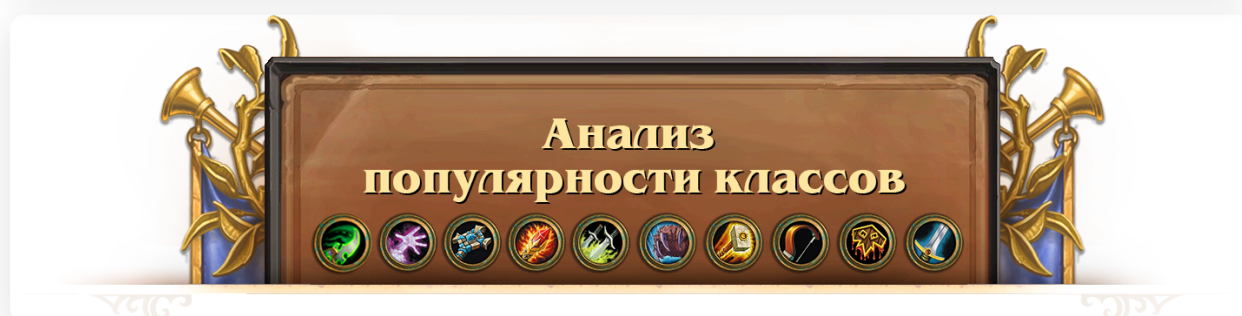 Анализ
популярности классов